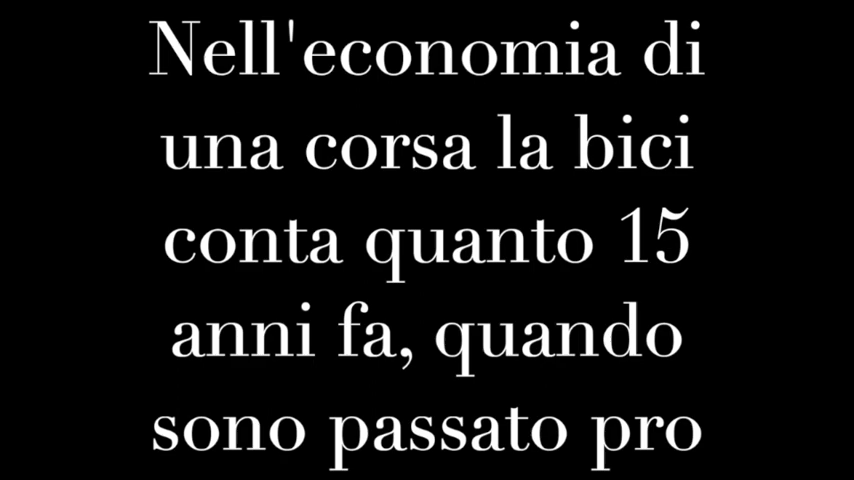 Nell'economia di
una corsa la bici
conta quanto 15
anni fa, quando
sono passato pro